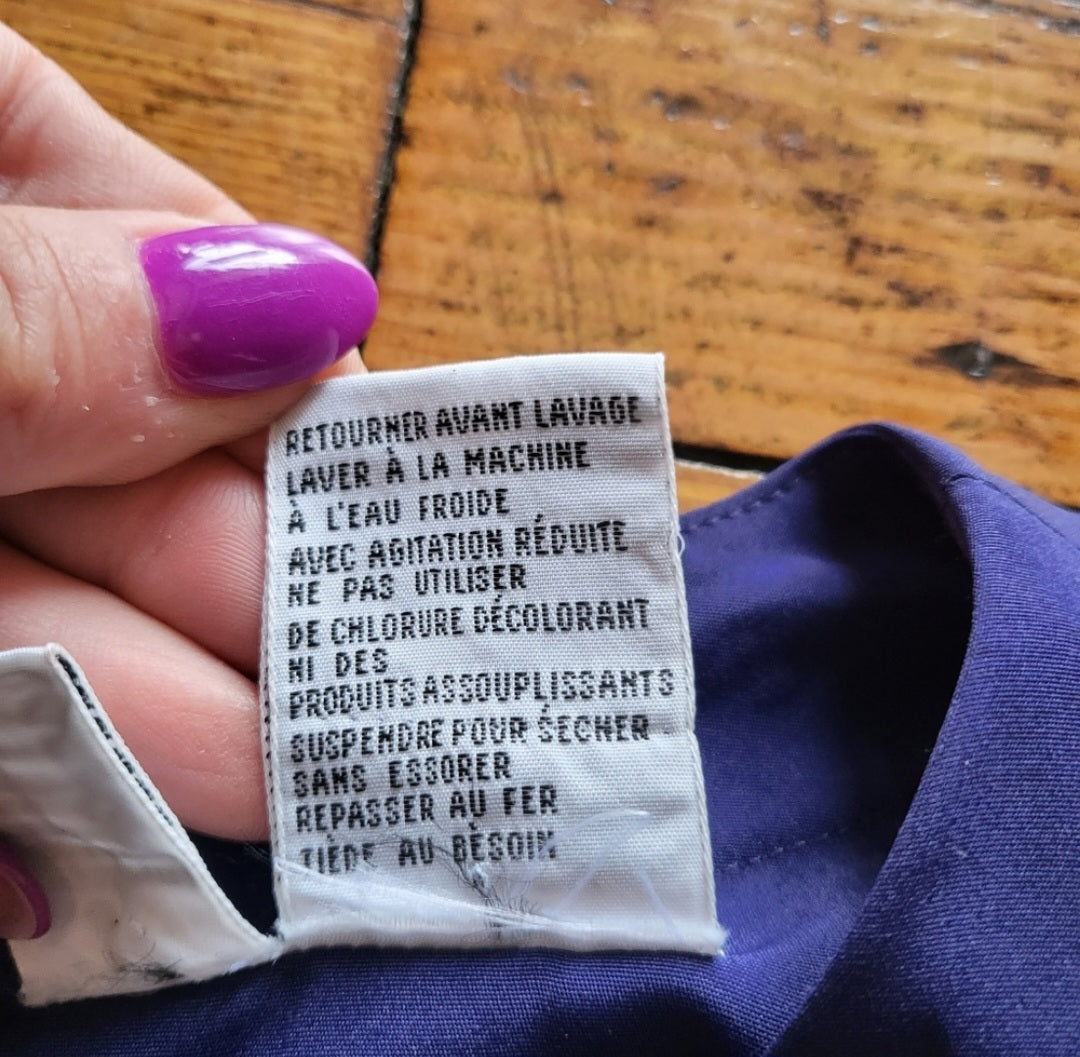 RETOURNER AVANT LAVAGE
LAVER À LA MACHINE
À L'EAU FROIDE
AVEC AGITATION RÉDUITE
NE PAS UTILISER
DE CHLORURE DÉCOLORANT
NI DES
PRODUITS ASSOUPLISSANTS
SUSPENDRE POUR SECHER
SANS ESSORER
REPASSER AU FER
TIÈDE AU BESOIN